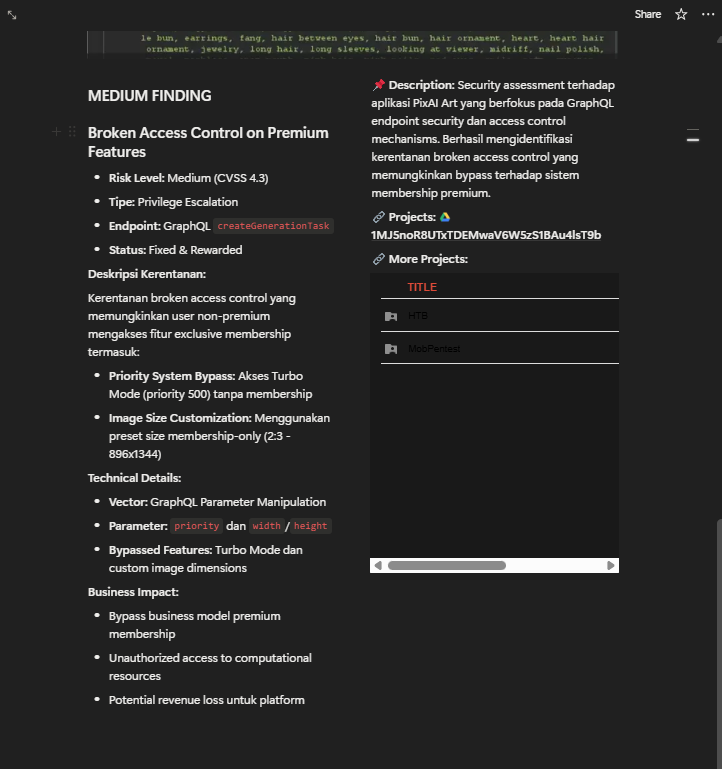 Share
le bun, earrings, fang, hair between eyes, hair bun, hair ornament, heart, heart hair
ornament, jewelry, long hair, long sleeves, looking at viewer, midriff, nail polish,
MEDIUM FINDING
Broken Access Control on Premium
Features
Risk Level: Medium (CVSS 4.3)
Tipe: Privilege Escalation
Endpoint: GraphQL createGenerationTask
Status: Fixed & Rewarded
Deskripsi Kerentanan:
Kerentanan broken access control yang
memungkinkan user non-premium
mengakses fitur exclusive membership
termasuk:
Priority System Bypass: Akses Turbo
Mode (priority 500) tanpa membership
Image Size Customization: Menggunakan
preset size membership-only (2:3 -
896x1344)
Technical Details:
Vector: GraphQL Parameter Manipulation
Parameter: priority dan width / height
Bypassed Features: Turbo Mode dan
custom image dimensions
Business Impact:
Bypass business model premium
membership
Unauthorized access to computational
resources
Potential revenue loss untuk platform
Description: Security assessment terhadap
aplikasi PixAI Art yang berfokus pada GraphQL
endpoint security dan access control
mechanisms. Berhasil mengidentifikasi
kerentanan broken access control yang
memungkinkan bypass terhadap sistem
membership premium.
Projects:
1MJ5noR8UTxTDEMwaV6W5zS1BAu4lsT9b
More Projects:
TITLE
HTB
MobPentest